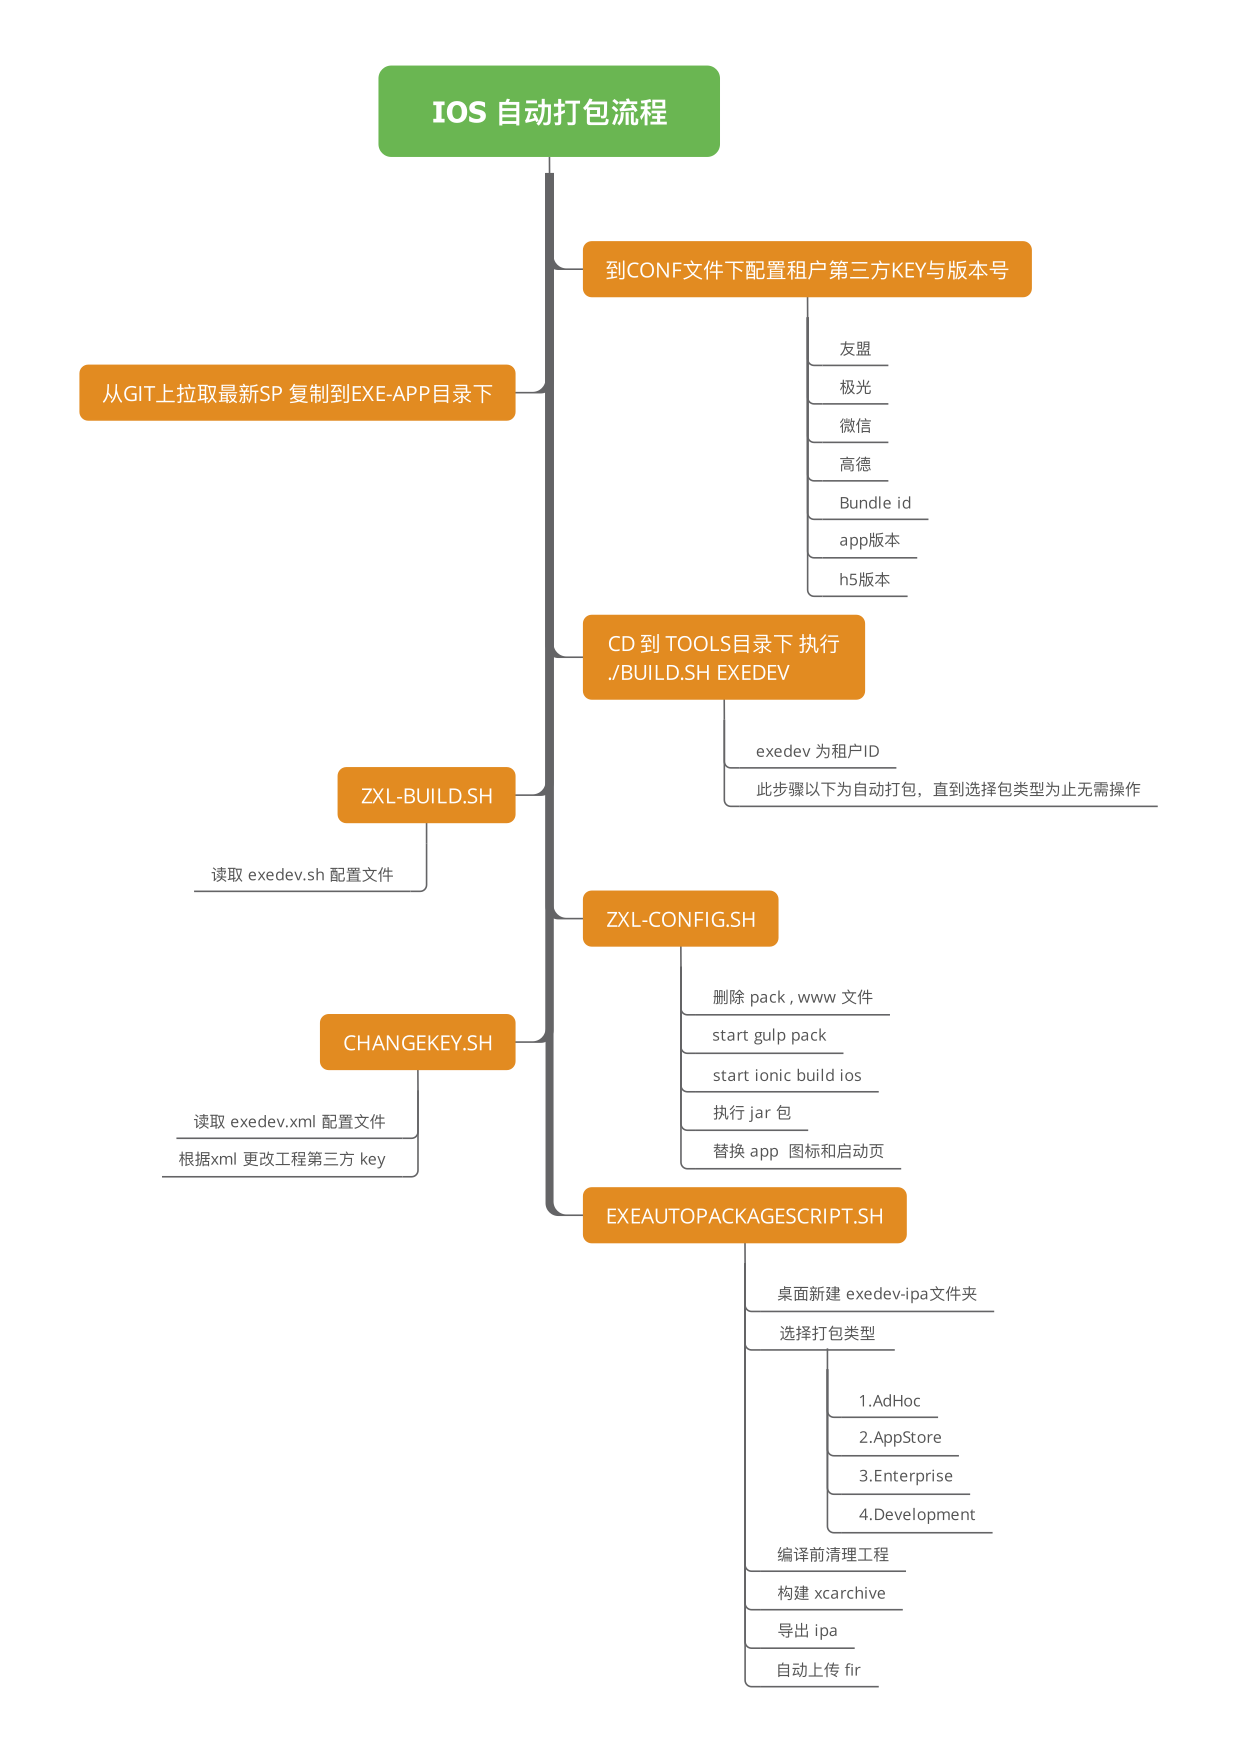 IOS 自动打包流程
到CONF文件下配置租户第三方KEY与版本号
友盟
极光
微信
高德
Bundle id
app版本
h5版本
从GIT上拉取最新SP 复制到EXE-APP目录下
CD 到 TOOLS目录下 执行
./BUILD.SH EXEDEV
exedev 为租户ID
此步骤以下为自动打包，直到选择包类型为止无需操作
ZXL-BUILD.SH
读取 exedev.sh 配置文件
ZXL-CONFIG.SH
删除 pack , www 文件
start gulp pack
start ionic build ios
执行 jar 包
替换 app  图标和启动页
CHANGEKEY.SH
读取 exedev.xml 配置文件
根据xml 更改工程第三方 key
EXEAUTOPACKAGESCRIPT.SH
桌面新建 exedev-ipa文件夹
选择打包类型
1.AdHoc
2.AppStore
3.Enterprise
4.Development
编译前清理工程
构建 xcarchive
导出 ipa
自动上传 fir